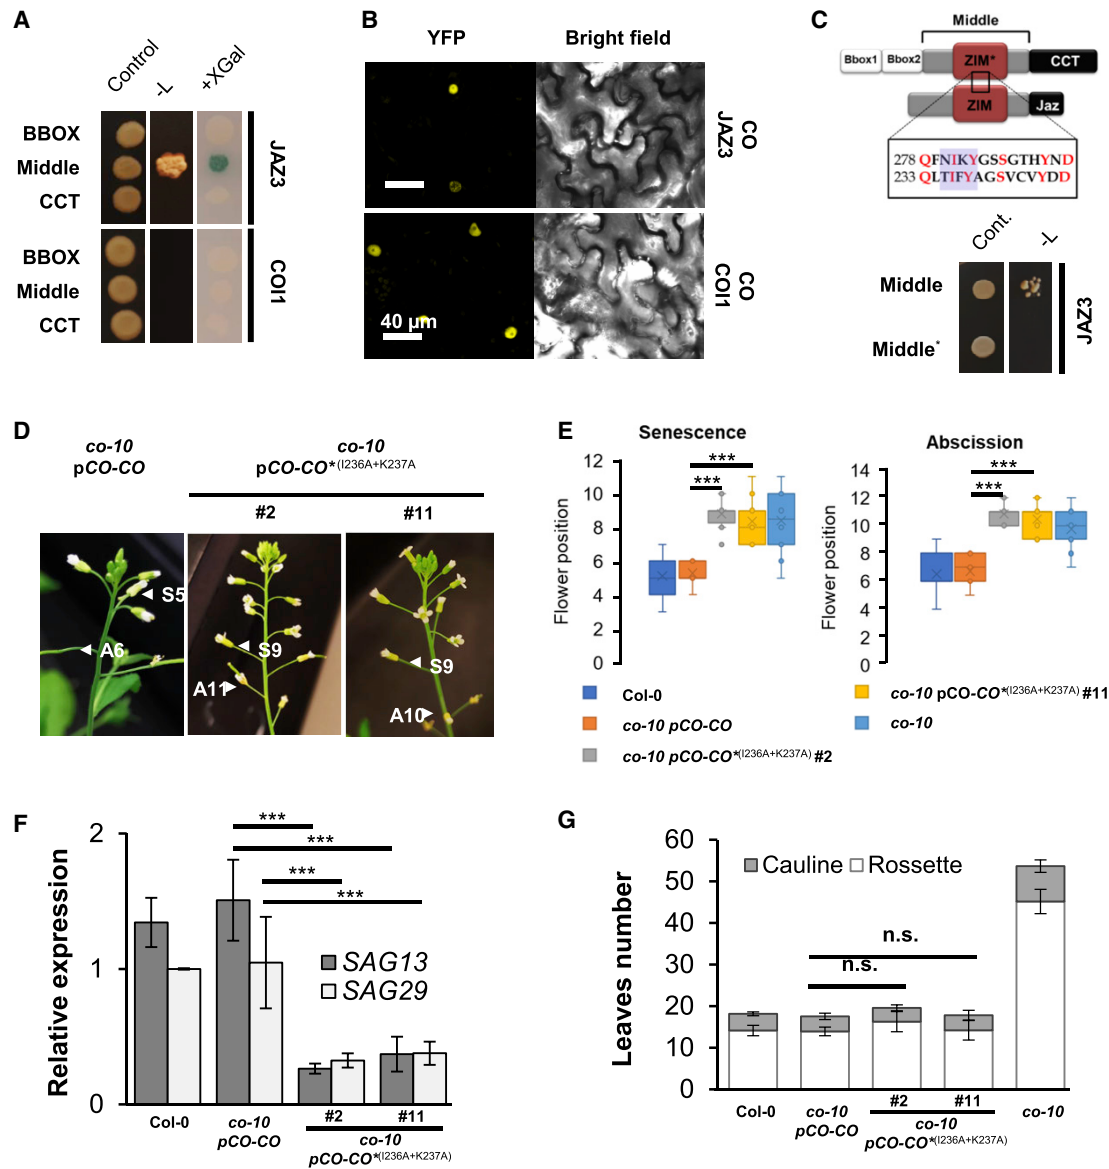 A
Control
-L
+XGal
BBOX
Middle
CCT
JAZ3
BBOX
Middle
CCT
COI1
B
YFP
Bright field
CO
JAZ3
40 µm
CO
COI1
C
Middle
Bbox1
Bbox2
ZIM*
CCT
ZIM
Jaz
278 QFNIKYGSSGTHYND
233 QLTIFYAGSVCVYDD
Cont.
-L
Middle
Middle*
JAZ3
D
co-10
pCO-CO
co-10
pCO-CO*(I236A+K237A
#2
#11
S5
A6
S9
A11
S9
A10
E
Senescence
Flower position
12
10
8
6
4
2
0
***
***
Abscission
Flower position
14
12
10
8
6
4
2
0
***
***
Col-0
co-10 pCO-CO
co-10 pCO-CO*(I236A+K237A) #2
co-10 pCO-CO*(I236A+K237A) #11
co-10
F
Relative expression
2
1
0
***
***
***
***
SAG13
SAG29
Col-0
co-10
pCO-CO
#2
#11
co-10
pCO-CO*(I236A+K237A)
G
Leaves number
60
50
40
30
20
10
0
Cauline
Rossette
n.s.
n.s.
Col-0
co-10
pCO-CO
#2
#11
co-10
pCO-CO*(I236A+K237A)
co-10